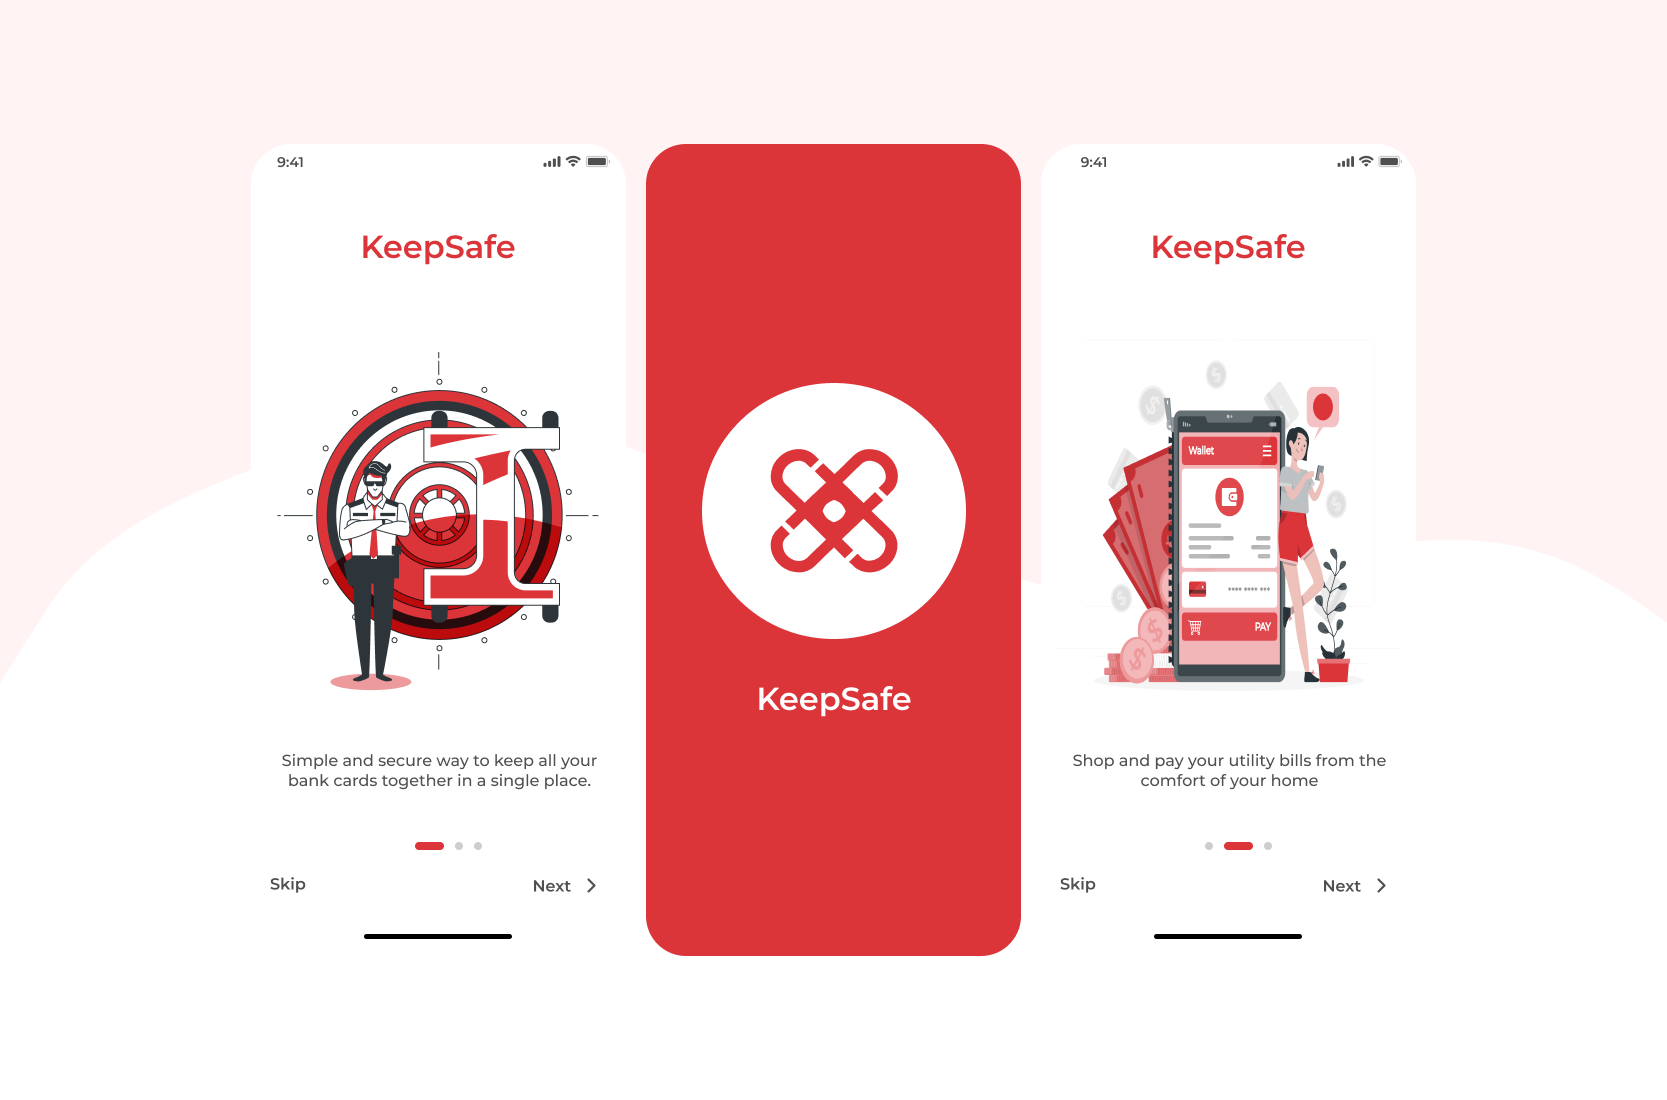 9:41
KeepSafe
Simple and secure way to keep all your
bank cards together in a single place.
Skip
Next
KeepSafe
9:41
KeepSafe
Wallet
**** **** ***
PAY
Shop and pay your utility bills from the
comfort of your home
Skip
Next